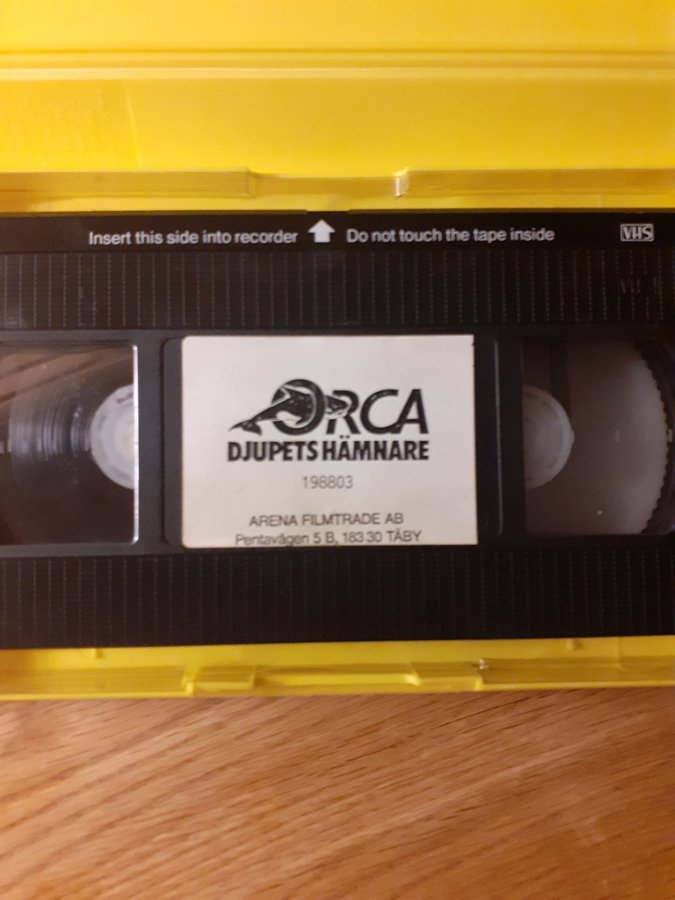 Insert this side into recorder Do not touch the tape inside VHS
ORCA
DJUPETS HÄMNARE
198803
ARENA FILMTRADE AB
Pentavägen 5 B, 183 30 TÄBY